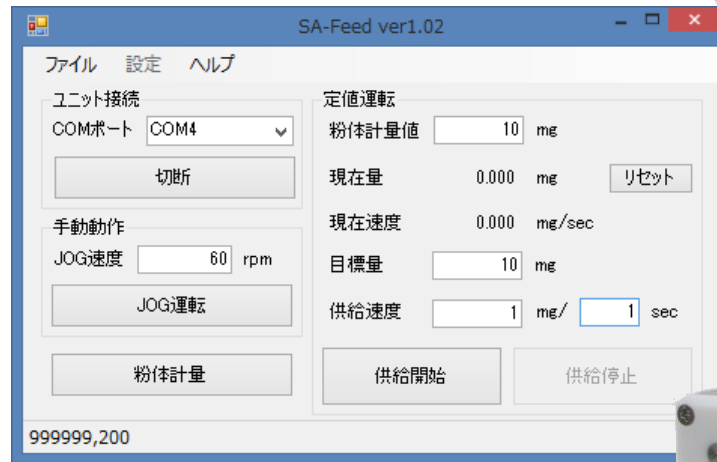 SA-Feed ver1.02
ファイル 設定 ヘルプ
ユニット接続
COMポート COM4
切断
手動動作
JOG速度 60 rpm
JOG運転
粉体計量
定値運転
粉体計量値 10 mg
現在量 0.000 mg リセット
現在速度 0.000 mg/sec
目標量 10 mg
供給速度 1 mg/ 1 sec
供給開始 供給停止
999999,200